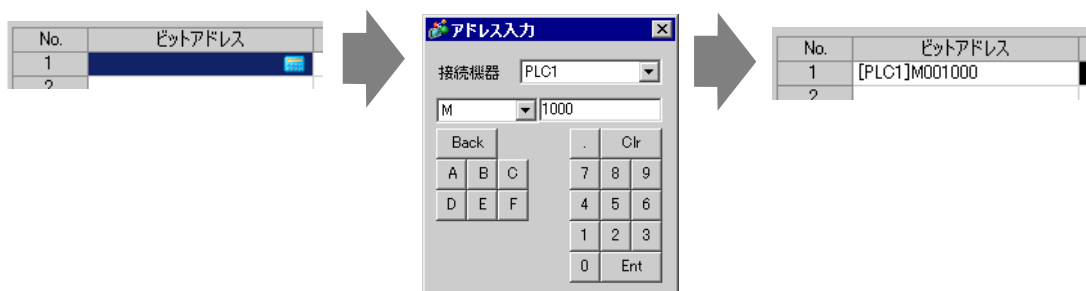 No. ビットアドレス
1
2
アドレス入力
接続機器 PLC1
M 1000
Back . Clr
A B C 7 8 9
D E F 4 5 6
1 2 3
0 Ent
No. ビットアドレス
1 [PLC1]M001000
2